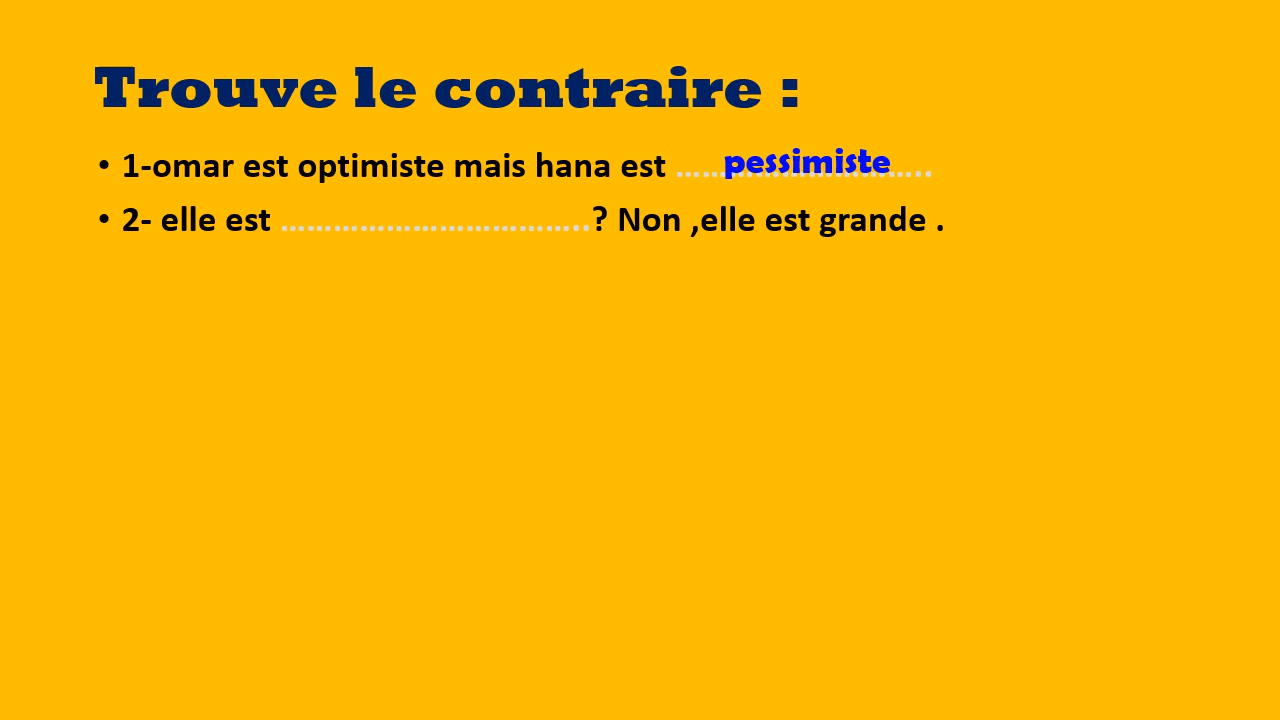 Trouve le contraire :
• 1-omar est optimiste mais hana est ......pessimiste...
• 2- elle est ……………………………..? Non ,elle est grande .